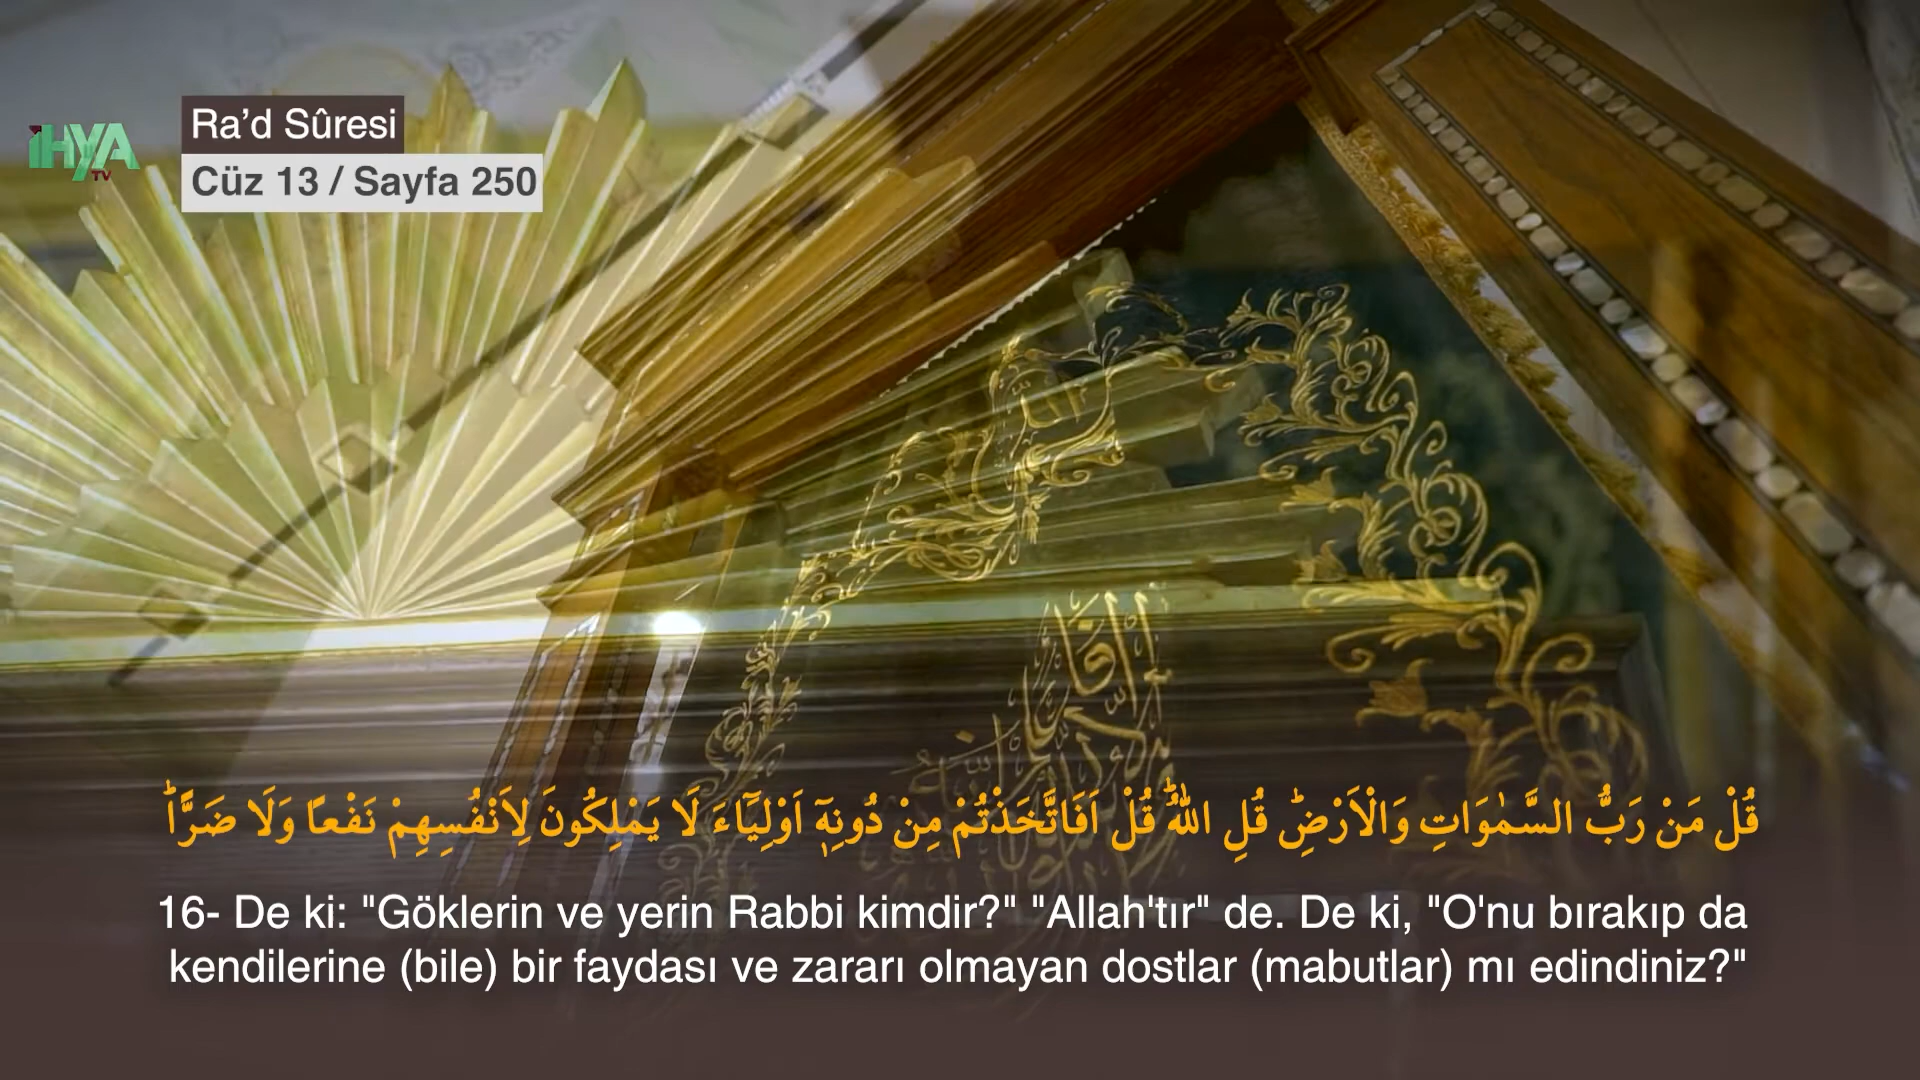 İHYA
TV
Ra’d Sûresi
Cüz 13 / Sayfa 250
قُلْ مَنْ رَبُّ السَّمٰوَاتِ وَالْاَرْضِۜ قُلِ اللّٰهُۜ قُلْ اَفَاتَّخَذْتُمْ مِنْ دُونِه۪ٓ اَوْلِيَٓاءَ لَا يَمْلِكُونَ لِاَنْفُسِهِمْ نَفْعاً وَلَا ضَراًّۜ
16- De ki: "Göklerin ve yerin Rabbi kimdir?" "Allah'tır" de. De ki, "O'nu bırakıp da
kendilerine (bile) bir faydası ve zararı olmayan dostlar (mabutlar) mı edindiniz?"